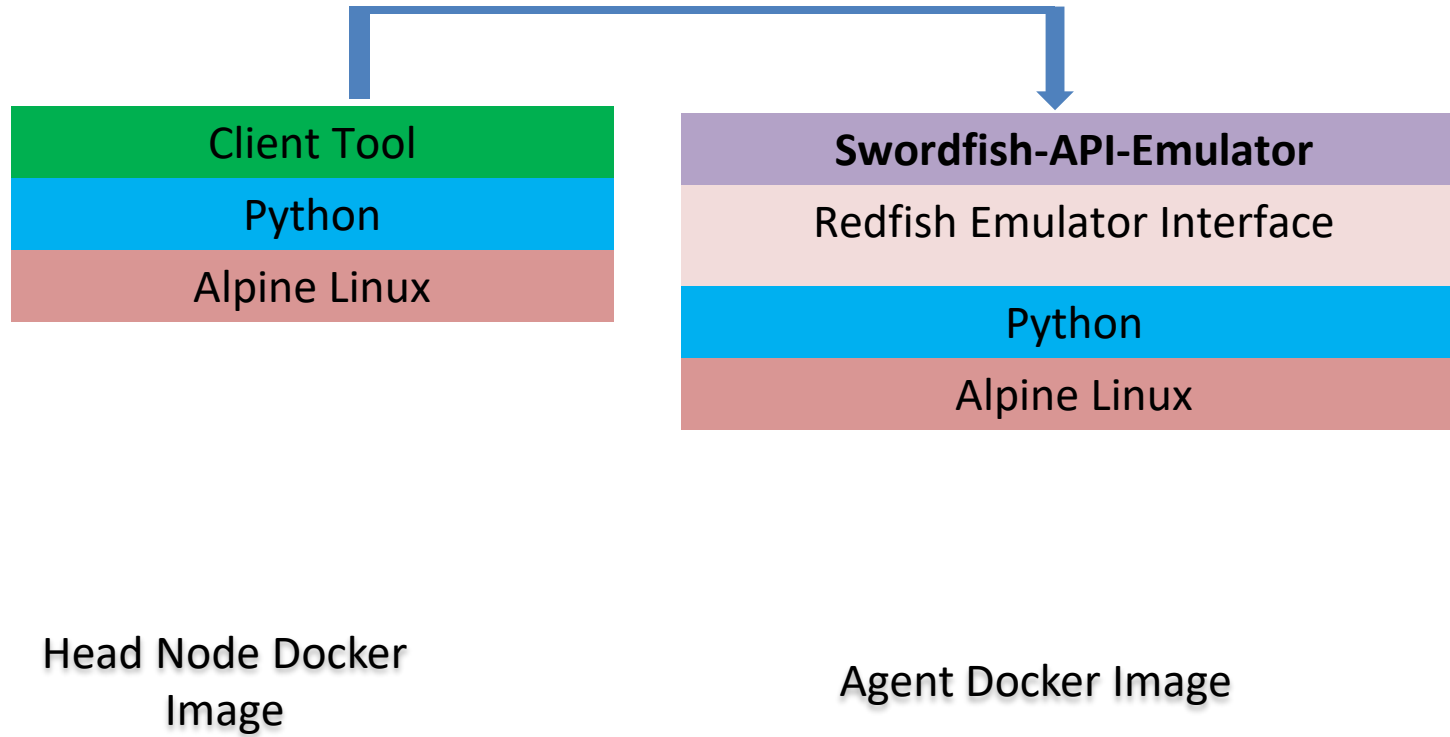 Client Tool
Python
Alpine Linux
Swordfish-API-Emulator
Redfish Emulator Interface
Python
Alpine Linux
Head Node Docker
Image
Agent Docker Image